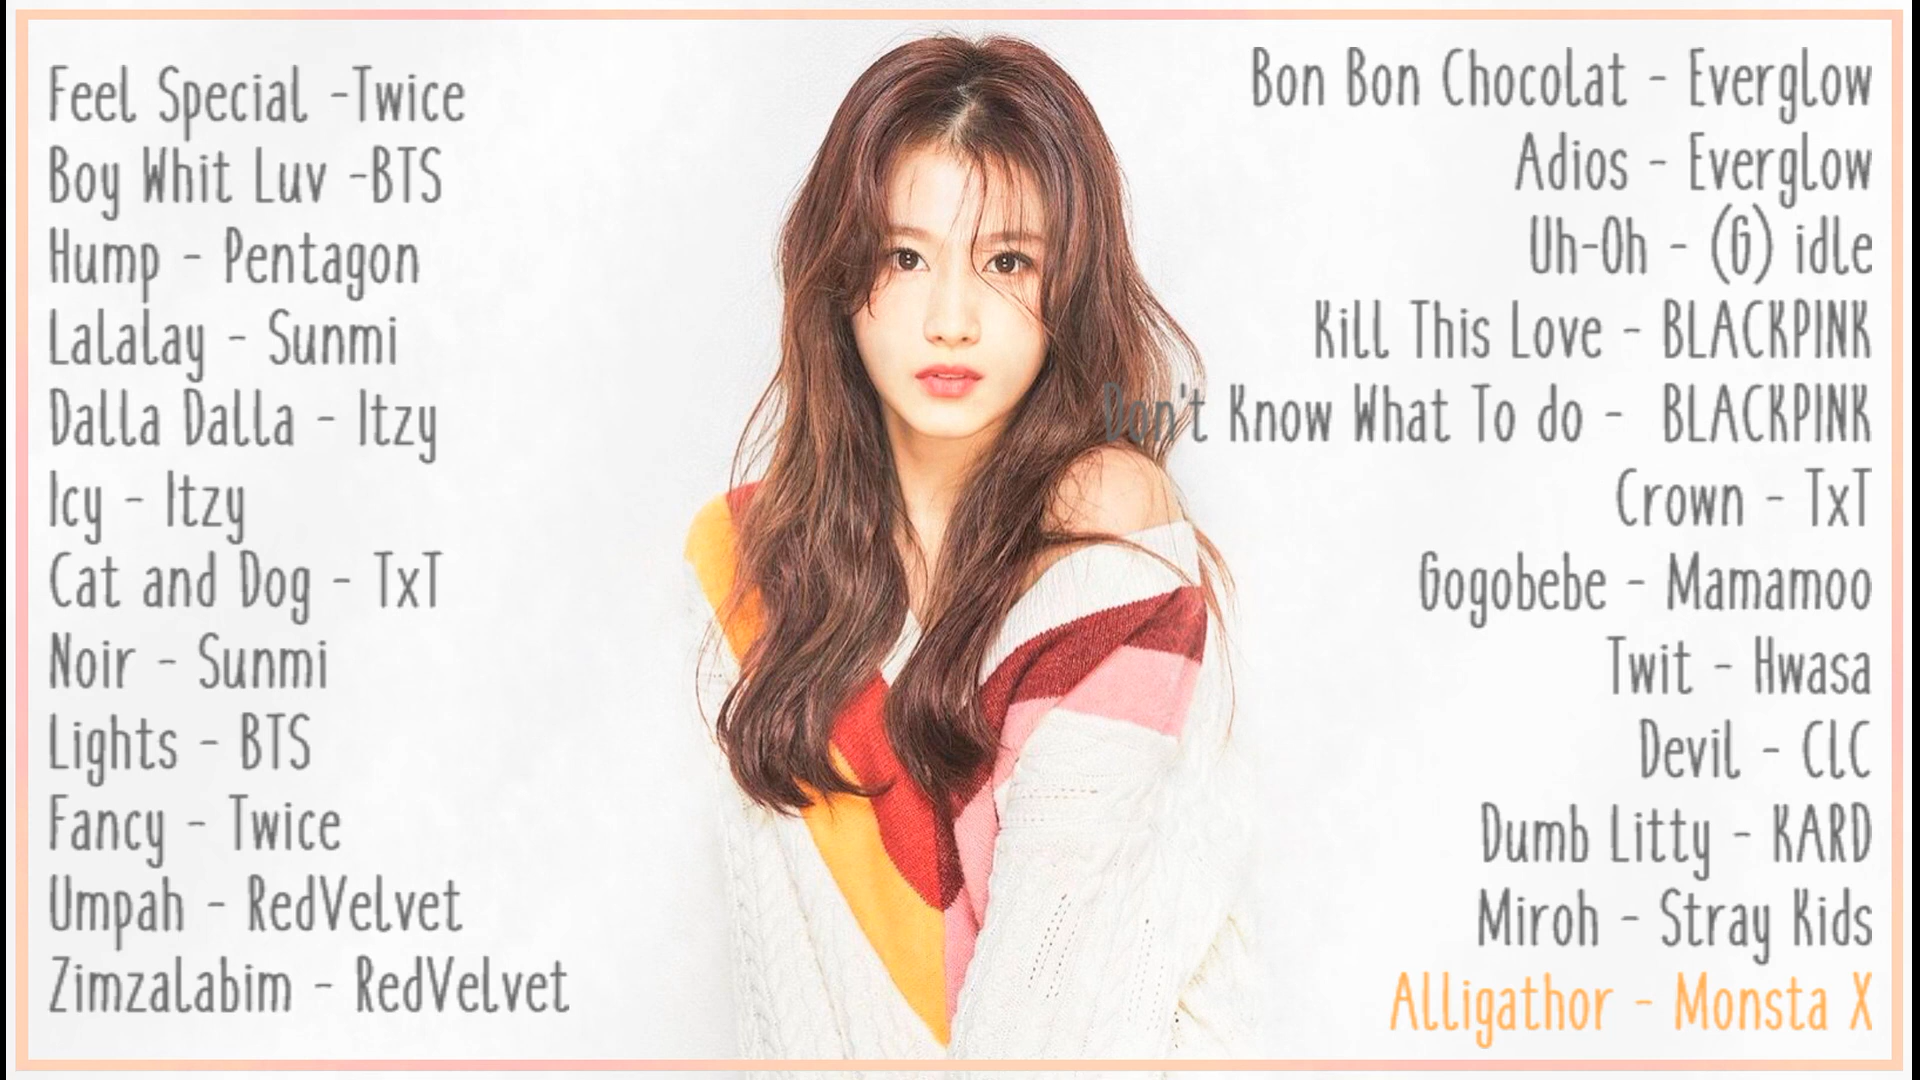 Feel Special -Twice
Boy Whit Luv -BTS
Hump - Pentagon
Lalalay - Sunmi
Dalla Dalla - Itzy
Icy - Itzy
Cat and Dog - TxT
Noir - Sunmi
Lights - BTS
Fancy - Twice
Umpah - RedVelvet
Zimzalabim - RedVelvet
Bon Bon Chocolat - Everglow
Adios - Everglow
Uh-Oh - (G) idle
Kill This Love - BLACKPINK
Don't Know What To do - BLACKPINK
Crown - TxT
Gogobebe - Mamamoo
Twit - Hwasa
Devil - ClC
Dumb Litty - KARD
Miroh - Stray Kids
Alligathor - Monsta X